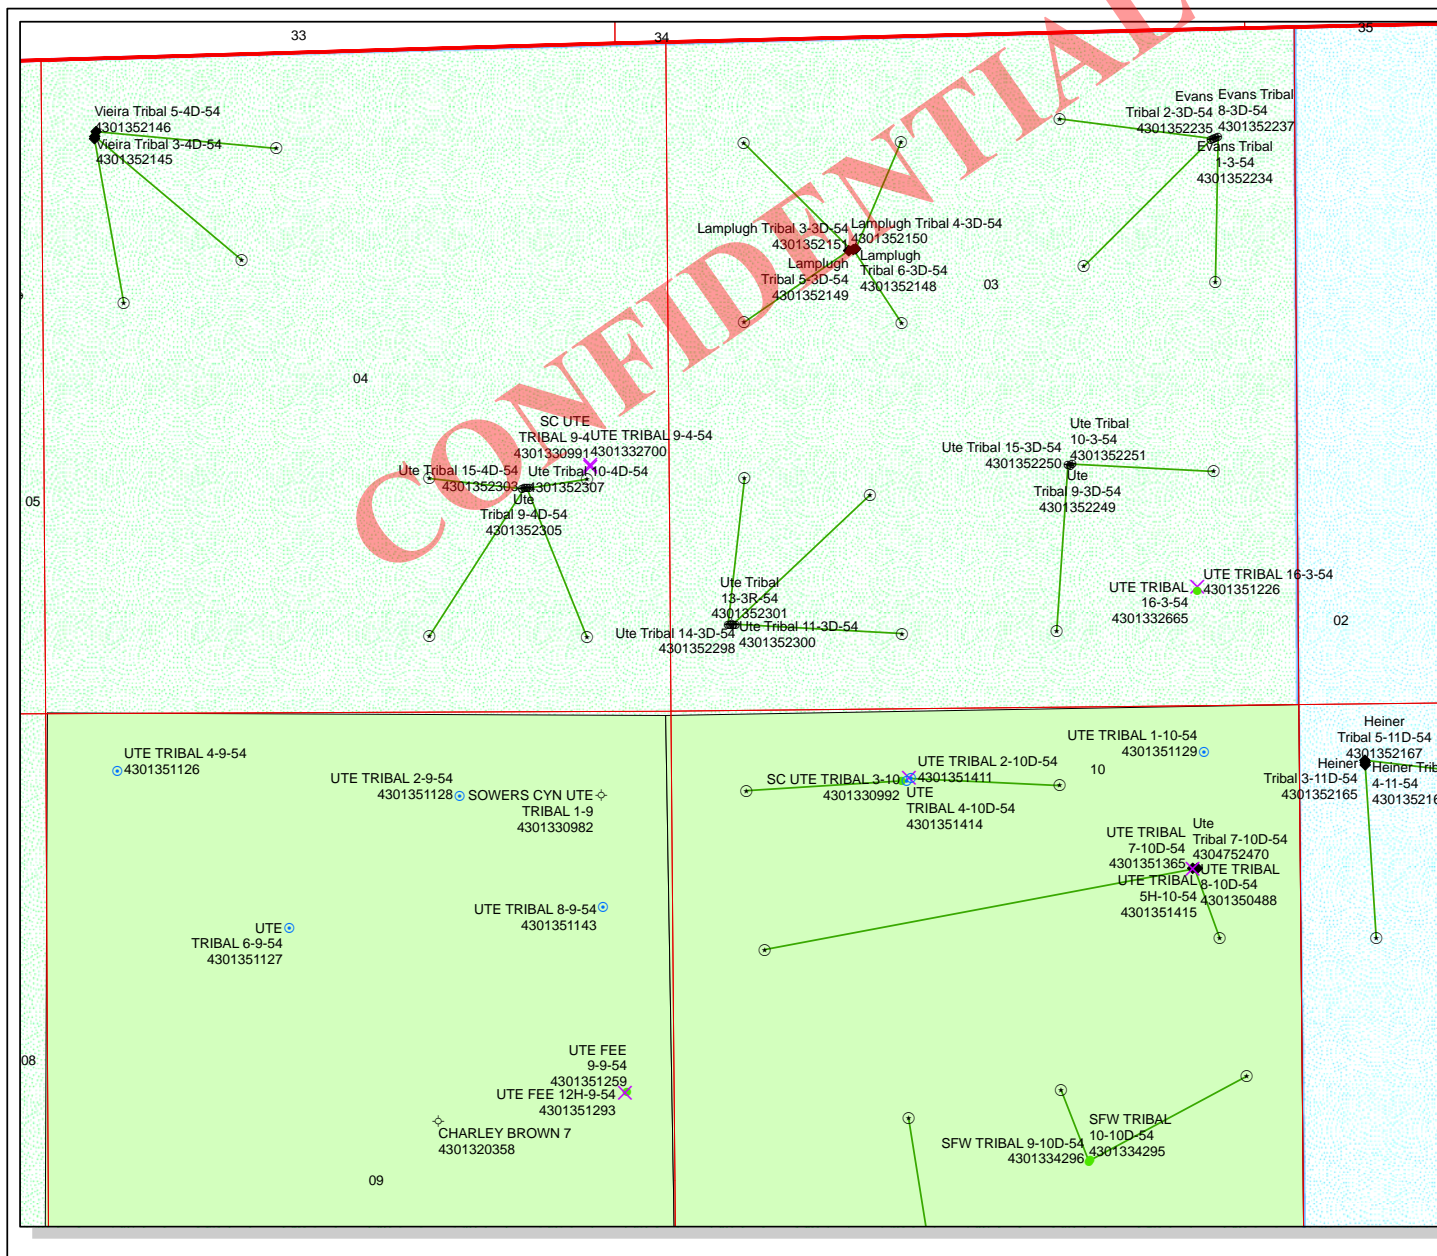 33
34
35
CONFIDENTIAL
Vieira Tribal 5-4D-54
4301352146
Vieira Tribal 3-4D-54
4301352145
Evans
Tribal 2-3D-54
4301352235
Evans Tribal
8-3D-54
4301352237
Evans Tribal
1-3-54
4301352234
Lamplugh Tribal 3-3D-54
4301352151
Lamplugh Tribal 4-3D-54
4301352150
Lamplugh
Tribal 5-3D-54
4301352149
Lamplugh
Tribal 6-3D-54
4301352148
03
04
SC UTE
TRIBAL 9-4
4301330991
UTE TRIBAL 9-4-54
4301332700
Ute Tribal 15-4D-54
4301352303
Ute Tribal 10-4D-54
4301352307
Ute
Tribal 9-4D-54
4301352305
Ute Tribal
10-3-54
4301352251
Ute Tribal 15-3D-54
4301352250
Ute
Tribal 9-3D-54
4301352249
05
Ute Tribal
13-3R-54
4301352301
Ute Tribal 14-3D-54
4301352298
Ute Tribal 11-3D-54
4301352300
UTE TRIBAL
16-3-54
4301332665
UTE TRIBAL 16-3-54
4301351226
02
UTE TRIBAL 4-9-54
4301351126
UTE TRIBAL 2-9-54
4301351128
SOWERS CYN UTE
TRIBAL 1-9
4301330982
SC UTE TRIBAL 3-10
4301330992
UTE TRIBAL 2-10D-54
4301351411
UTE
TRIBAL 4-10D-54
4301351414
UTE TRIBAL 1-10-54
4301351129
10
Heiner
Tribal 5-11D-54
4301352167
Heiner
Tribal 3-11D-54
4301352165
Heiner Trib
4-11-54
430135216
UTE TRIBAL
7-10D-54
4301351365
Ute
Tribal 7-10D-54
4304752470
UTE TRIBAL
5H-10-54
4301351415
UTE TRIBAL
8-10D-54
4301350488
UTE TRIBAL 8-9-54
4301351143
UTE
TRIBAL 6-9-54
4301351127
08
UTE FEE
9-9-54
4301351259
UTE FEE 12H-9-54
4301351293
CHARLEY BROWN 7
4301320358
SFW TRIBAL
10-10D-54
4301334295
SFW TRIBAL 9-10D-54
4301334296
09